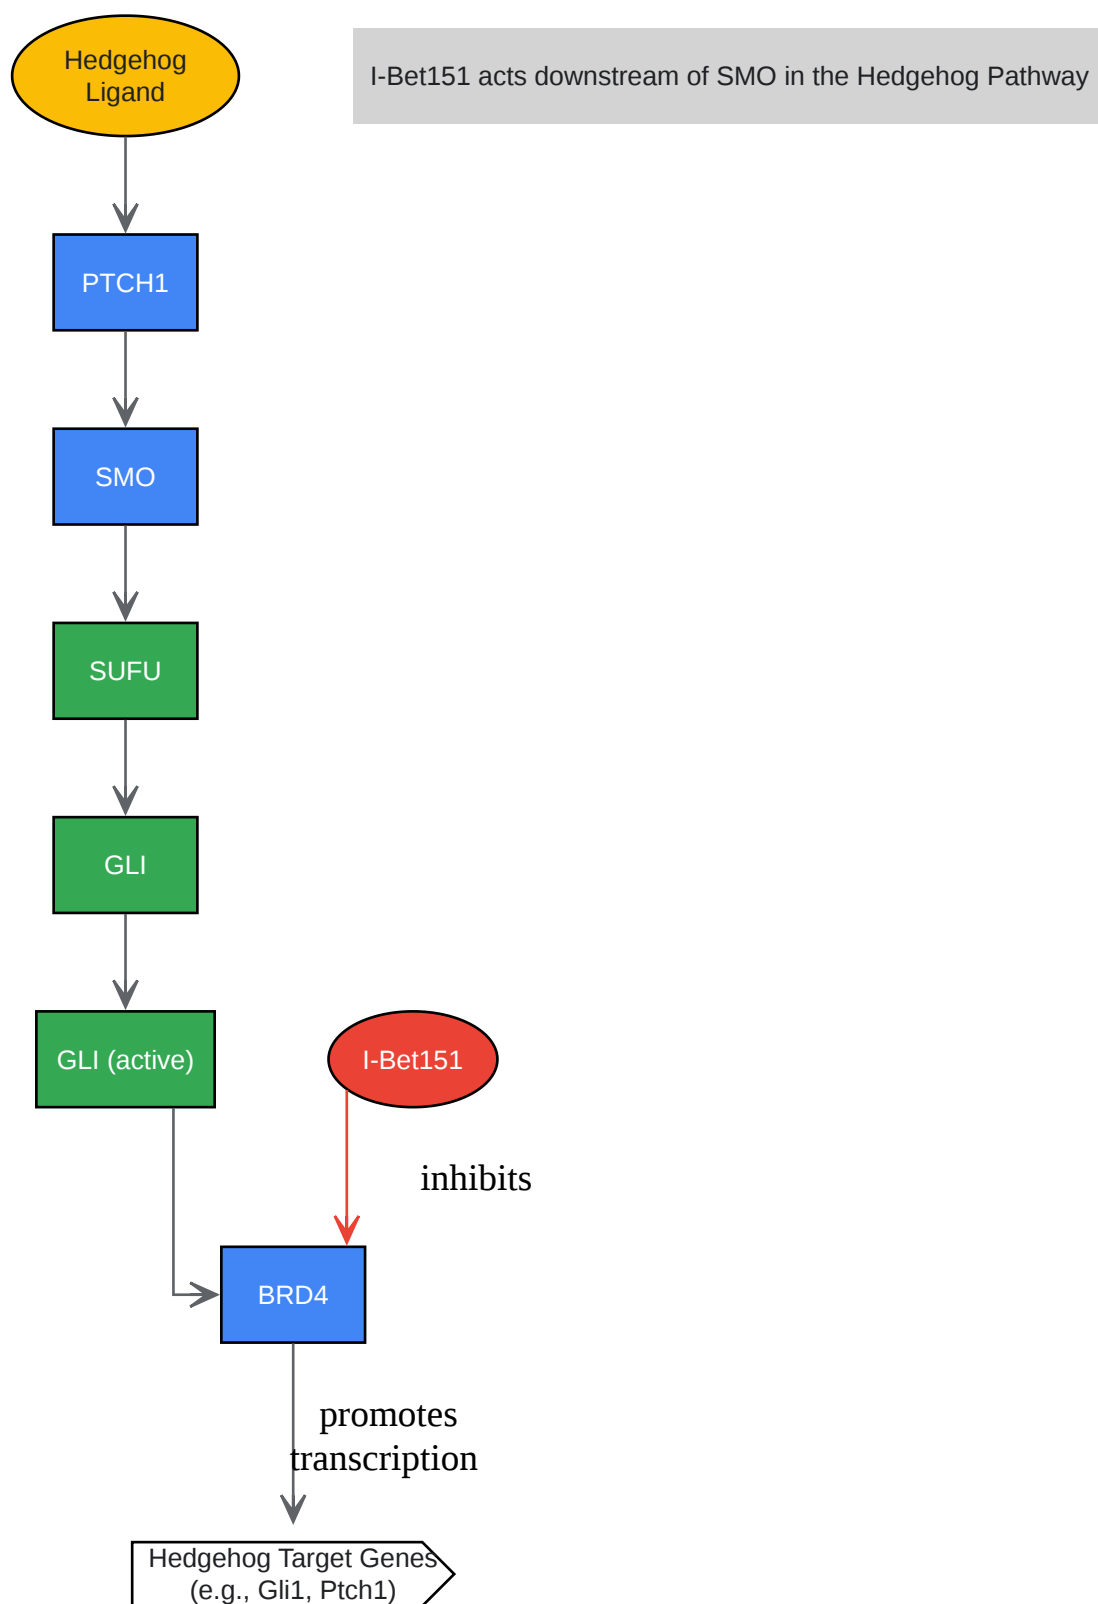 Hedgehog
Ligand
I-Bet151 acts downstream of SMO in the Hedgehog Pathway
PTCH1
SMO
SUFU
GLI
GLI (active)
I-Bet151
inhibits
BRD4
promotes
transcription
Hedgehog Target Genes
(e.g., Gli1, Ptch1)